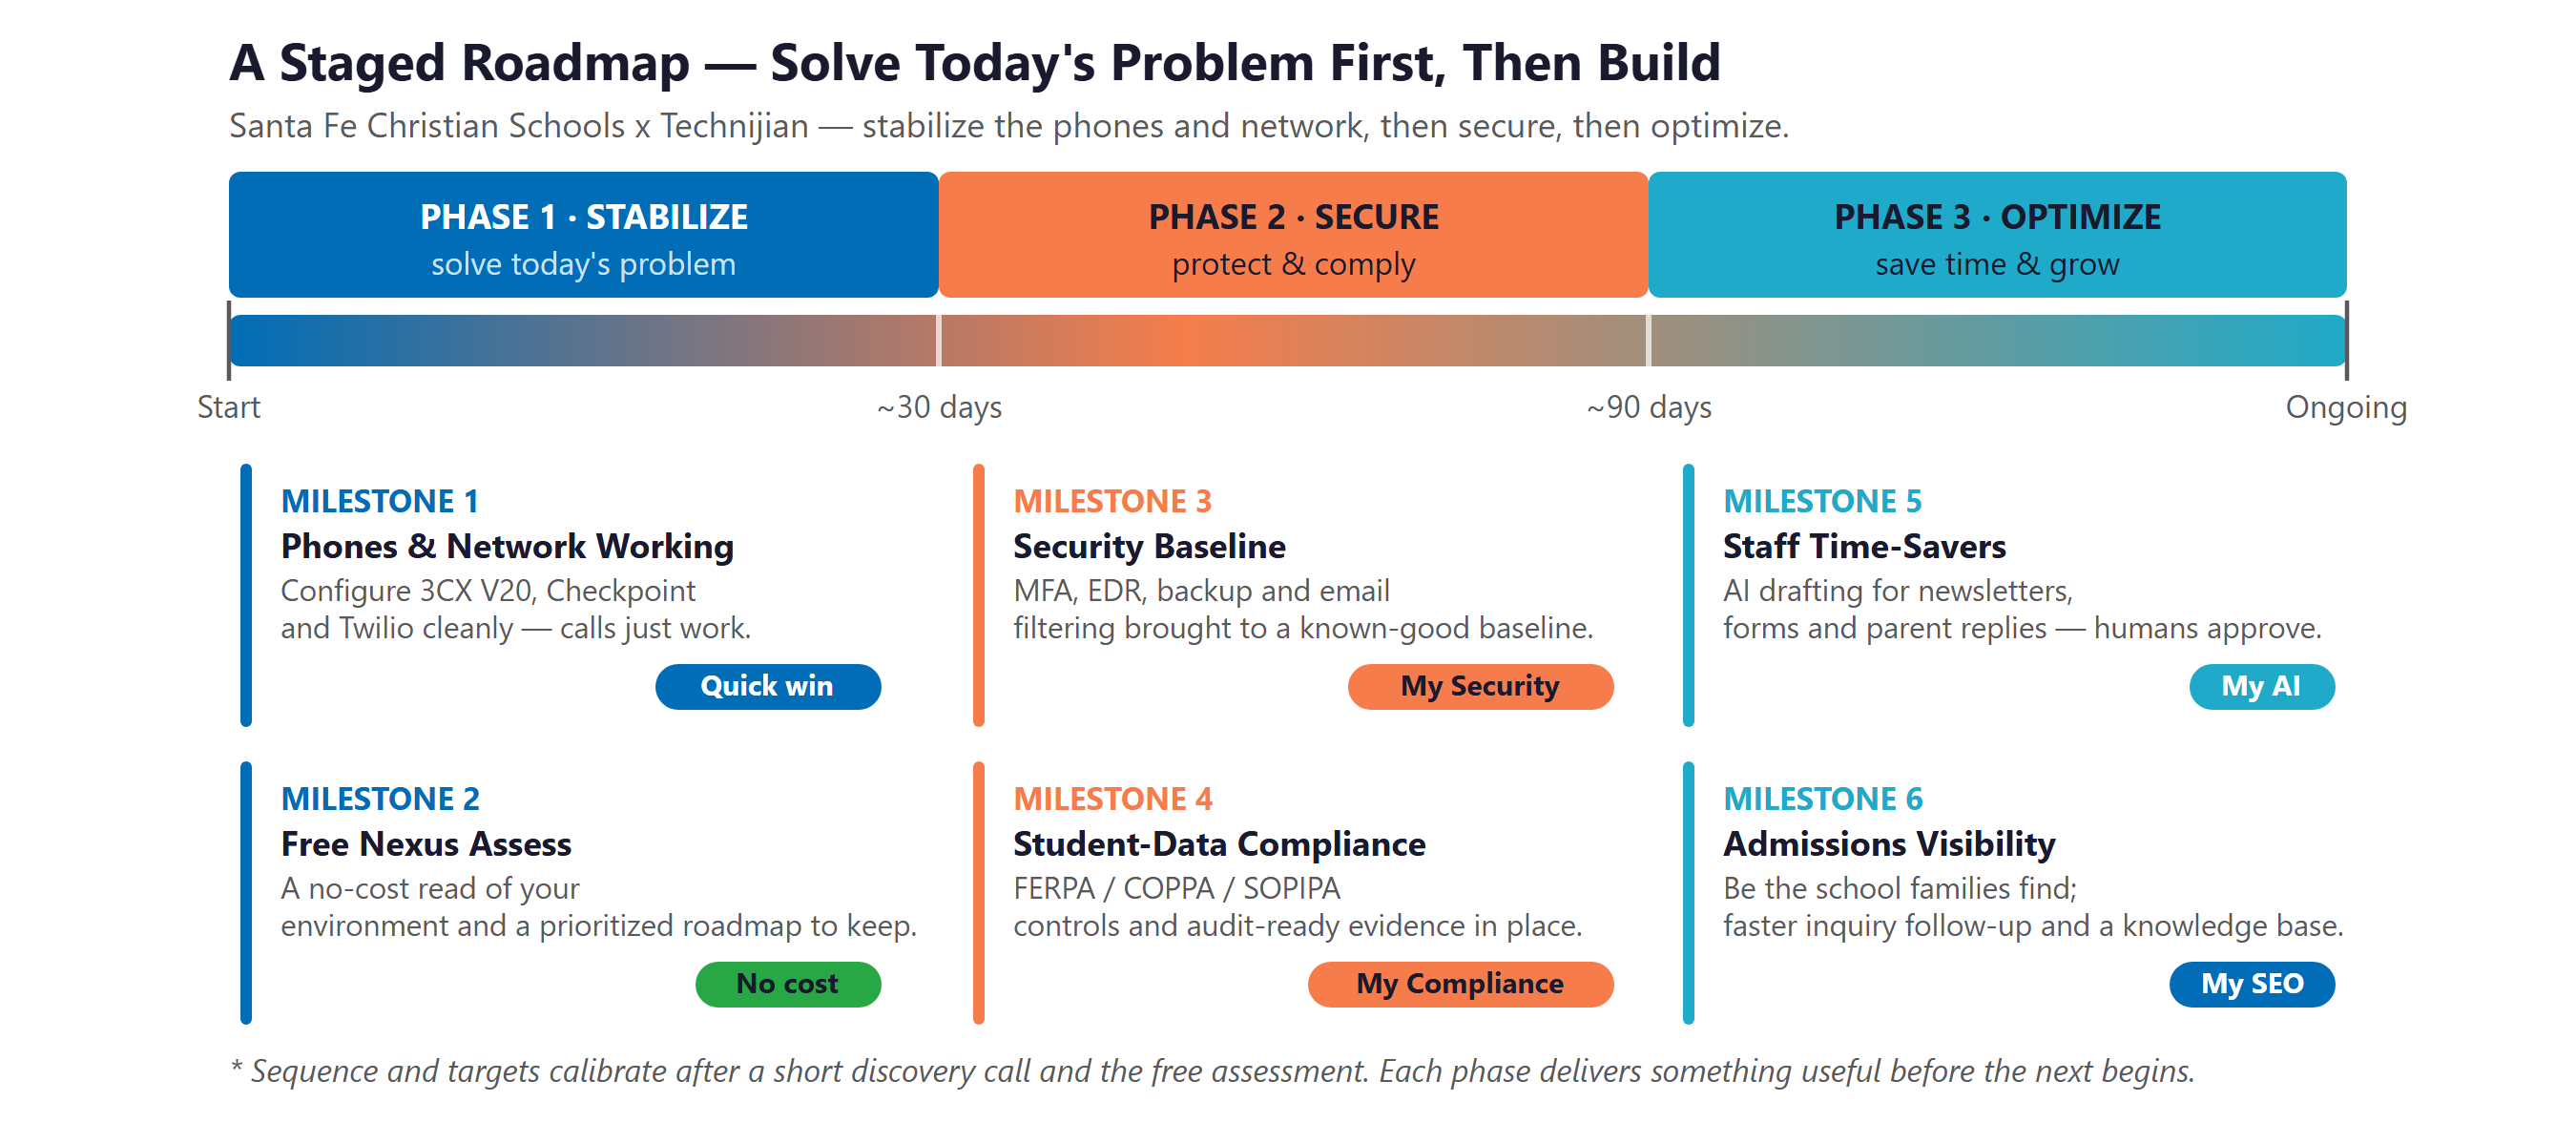 A Staged Roadmap — Solve Today's Problem First, Then Build
Santa Fe Christian Schools x Technijian — stabilize the phones and network, then secure, then optimize.
PHASE 1 · STABILIZE
solve today's problem
PHASE 2 · SECURE
protect & comply
PHASE 3 · OPTIMIZE
save time & grow
Start
~30 days
~90 days
Ongoing
MILESTONE 1
Phones & Network Working
Configure 3CX V20, Checkpoint
and Twilio cleanly — calls just work.
Quick win
MILESTONE 3
Security Baseline
MFA, EDR, backup and email
filtering brought to a known-good baseline.
My Security
MILESTONE 5
Staff Time-Savers
AI drafting for newsletters,
forms and parent replies — humans approve.
My AI
MILESTONE 2
Free Nexus Assess
A no-cost read of your
environment and a prioritized roadmap to keep.
No cost
MILESTONE 4
Student-Data Compliance
FERPA / COPPA / SOPIPA
controls and audit-ready evidence in place.
My Compliance
MILESTONE 6
Admissions Visibility
Be the school families find;
faster inquiry follow-up and a knowledge base.
My SEO
* Sequence and targets calibrate after a short discovery call and the free assessment. Each phase delivers something useful before the next begins.